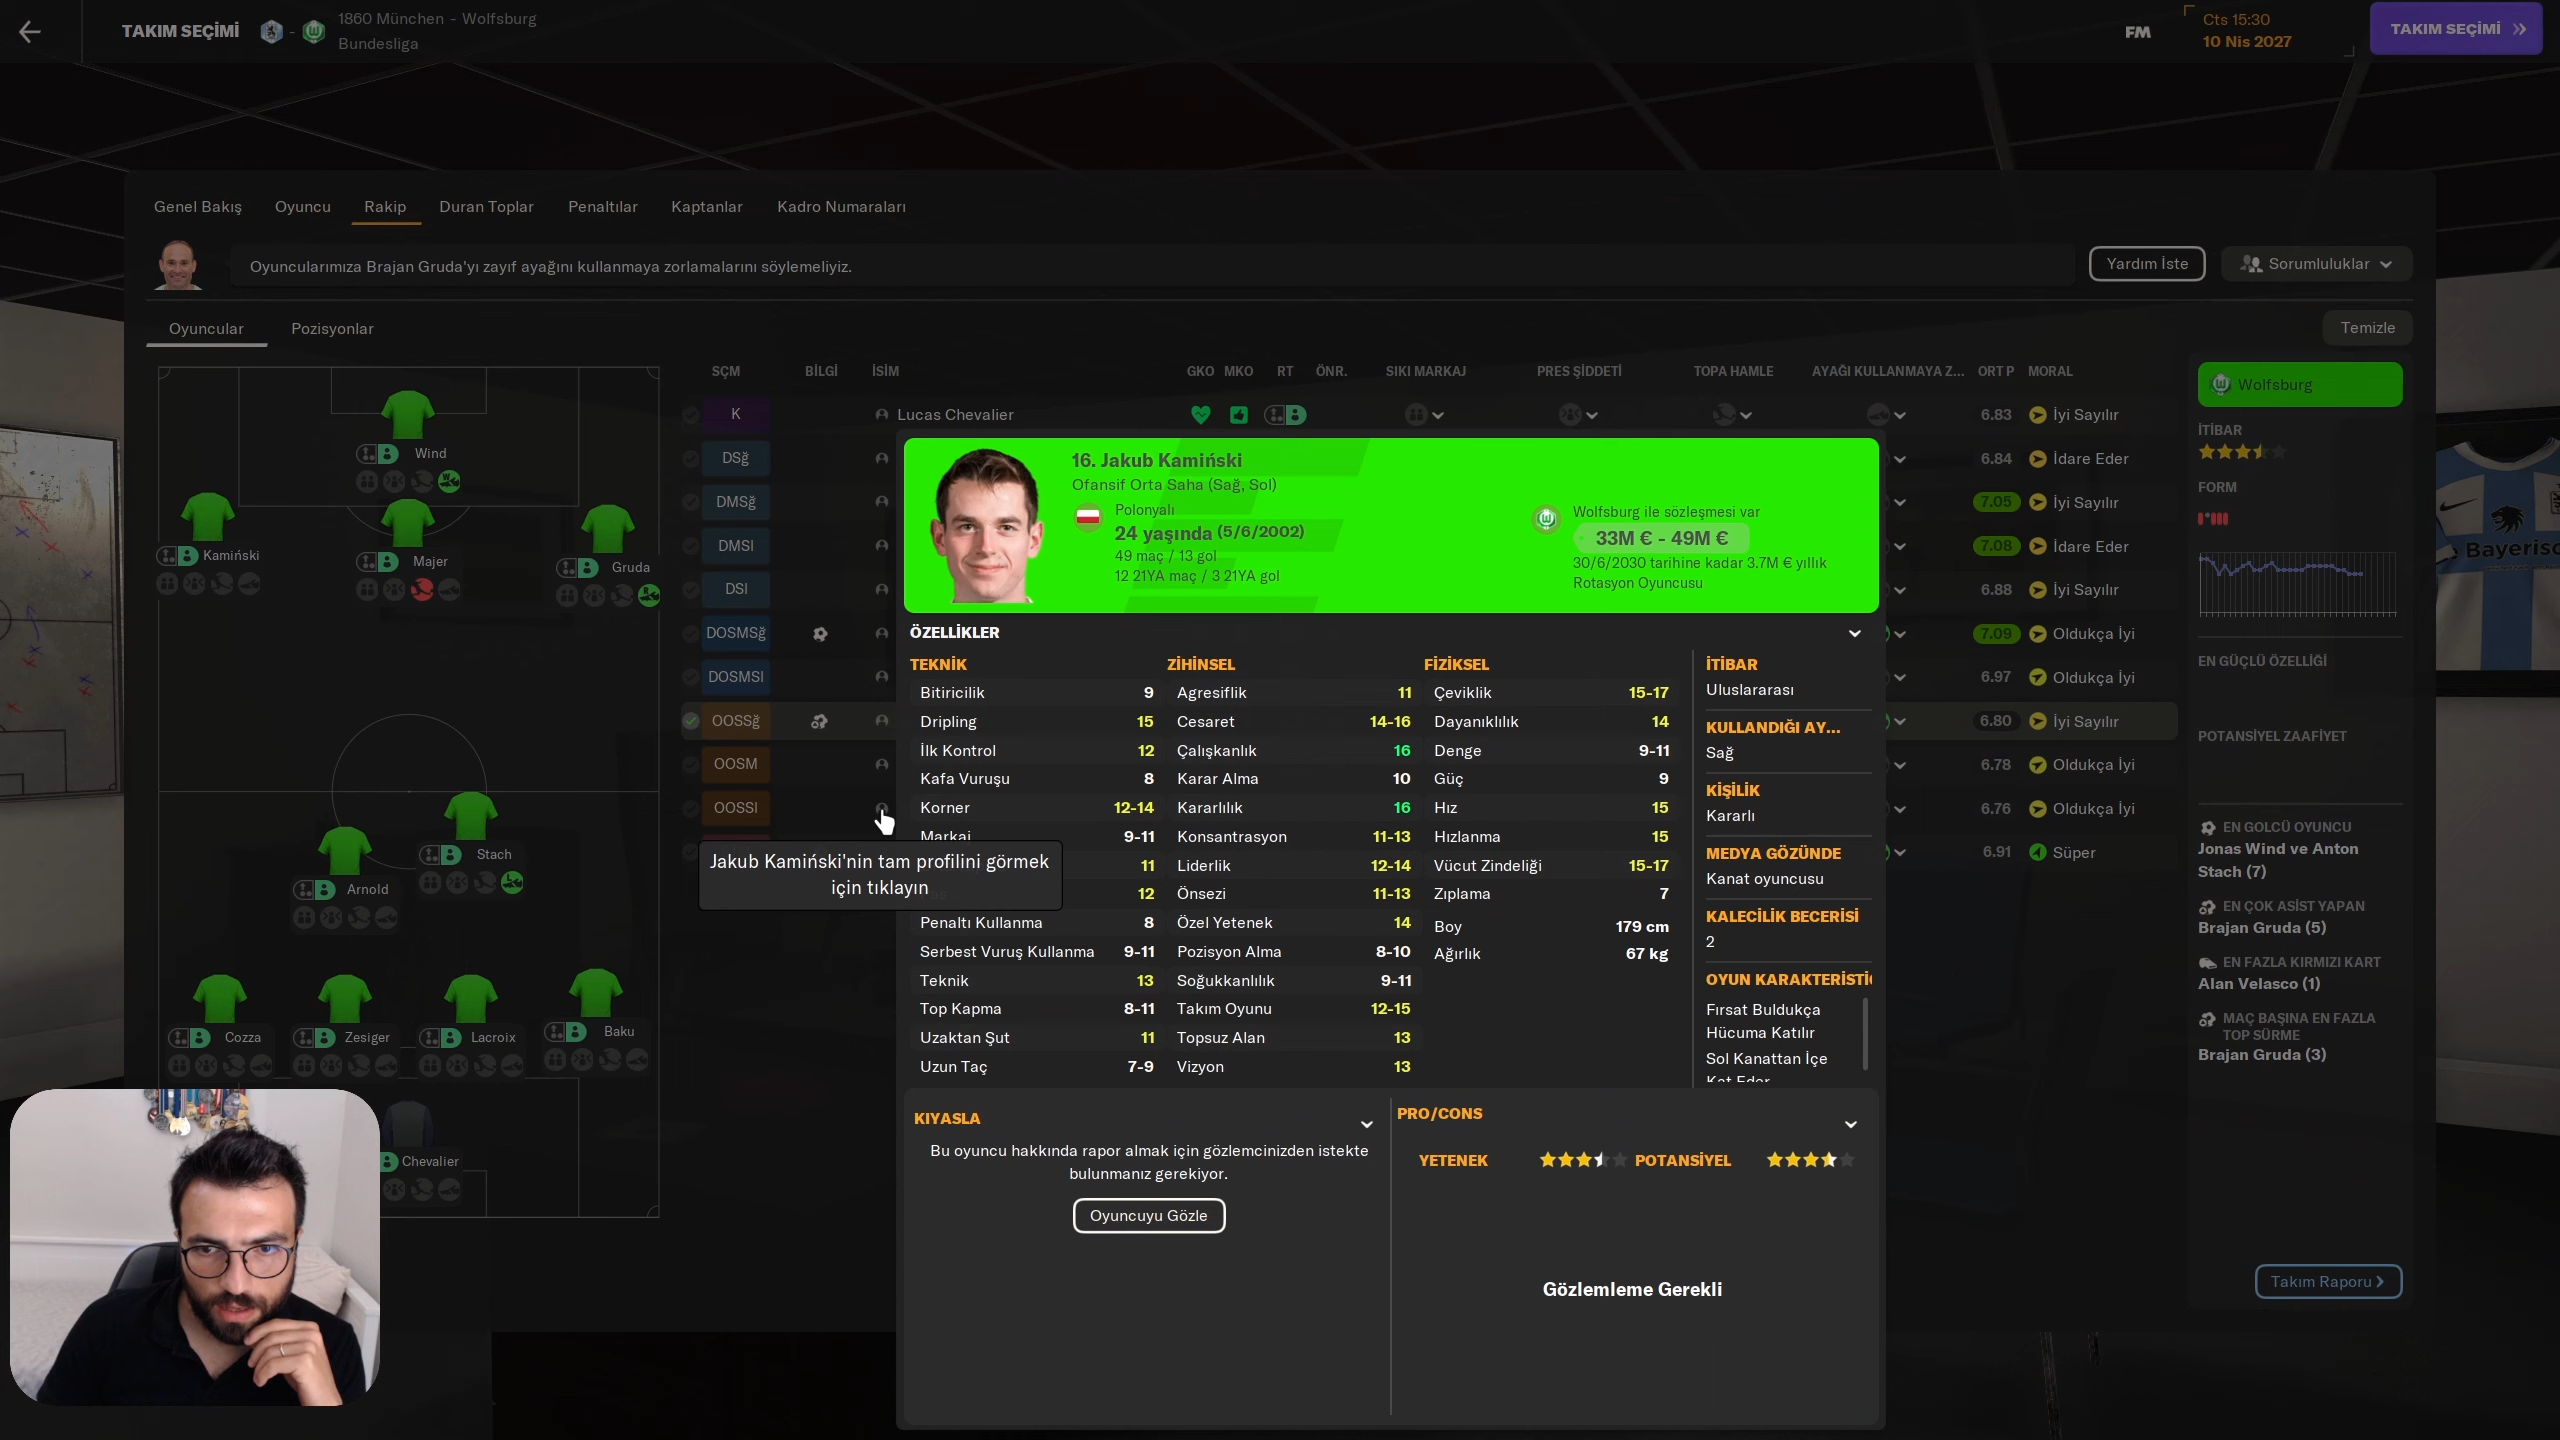 TAKIM SEÇİMİ
1860 München - Wolfsburg
Bundesliga
FM
Cts 15:30
10 Nis 2027
TAKIM SEÇİMİ
Genel Bakış
Oyuncu
Rakip
Duran Toplar
Penaltılar
Kaptanlar
Kadro Numaraları
Oyuncularımıza Brajan Gruda'yı zayıf ayağını kullanmaya zorlamalarını söylemeliyiz.
Yardım İste
Sorumluluklar
Oyuncular
Pozisyonlar
Temizle
Wind
Kamiński
Majer
Gruda
Stach
Arnold
Cozza
Zesiger
Lacroix
Baku
Chevalier
SÇM BİLGİ İSİM GKO MKO RT ÖNR. SIKI MARKAJ PRES ŞİDDETİ TOPA HAMLE AYAĞI KULLANMAYA Z... ORT P MORAL
K Lucas Chevalier 6.83 İyi Sayılır
DSğ 6.84 İdare Eder
DMSğ 7.05 İyi Sayılır
DMSl 7.08 İdare Eder
DSl 6.88 İyi Sayılır
DOSMSğ 7.09 Oldukça İyi
DOSMSl 6.97 Oldukça İyi
OOSSğ 6.80 İyi Sayılır
OOSM 6.78 Oldukça İyi
OOSSl 6.76 Oldukça İyi
6.91 Süper
16. Jakub Kamiński
Ofansif Orta Saha (Sağ, Sol)
Polonyalı
24 yaşında (5/6/2002)
49 maç / 13 gol
12 21YA maç / 3 21YA gol
Wolfsburg ile sözleşmesi var
33M € - 49M €
30/6/2030 tarihine kadar 3.7M € yıllık
Rotasyon Oyuncusu
ÖZELLİKLER
TEKNİK
Bitiricilik 9
Dripling 15
İlk Kontrol 12
Kafa Vuruşu 8
Korner 12-14
Markaj 9-11
11
12
Penaltı Kullanma 8
Serbest Vuruş Kullanma 9-11
Teknik 13
Top Kapma 8-11
Uzaktan Şut 11
Uzun Taç 7-9
ZİHİNSEL
Agresiflik 11
Cesaret 14-16
Çalışkanlık 16
Karar Alma 10
Kararlılık 16
Konsantrasyon 11-13
Liderlik 12-14
Önsezi 11-13
Özel Yetenek 14
Pozisyon Alma 8-10
Soğukkanlılık 9-11
Takım Oyunu 12-15
Topsuz Alan 13
Vizyon 13
FİZİKSEL
Çeviklik 15-17
Dayanıklılık 14
Denge 9-11
Güç 9
Hız 15
Hızlanma 15
Vücut Zindeliği 15-17
Zıplama 7
Boy 179 cm
Ağırlık 67 kg
İTİBAR
Uluslararası
KULLANDIĞI AY...
Sağ
KİŞİLİK
Kararlı
MEDYA GÖZÜNDE
Kanat oyuncusu
KALECİLİK BECERİSİ
2
OYUN KARAKTERİSTİ
Fırsat Buldukça
Hücuma Katılır
Sol Kanattan İçe
Kat Eder
Jakub Kamiński'nin tam profilini görmek
için tıklayın
KIYASLA
Bu oyuncu hakkında rapor almak için gözlemcinizden istekte
bulunmanız gerekiyor.
Oyuncuyu Gözle
PRO/CONS
YETENEK
POTANSİYEL
Gözlemleme Gerekli
Wolfsburg
İTİBAR
FORM
EN GÜÇLÜ ÖZELLİĞİ
POTANSİYEL ZAAFİYET
EN GOLCÜ OYUNCU
Jonas Wind ve Anton
Stach (7)
EN ÇOK ASİST YAPAN
Brajan Gruda (5)
EN FAZLA KIRMIZI KART
Alan Velasco (1)
MAÇ BAŞINA EN FAZLA
TOP SÜRME
Brajan Gruda (3)
Takım Raporu